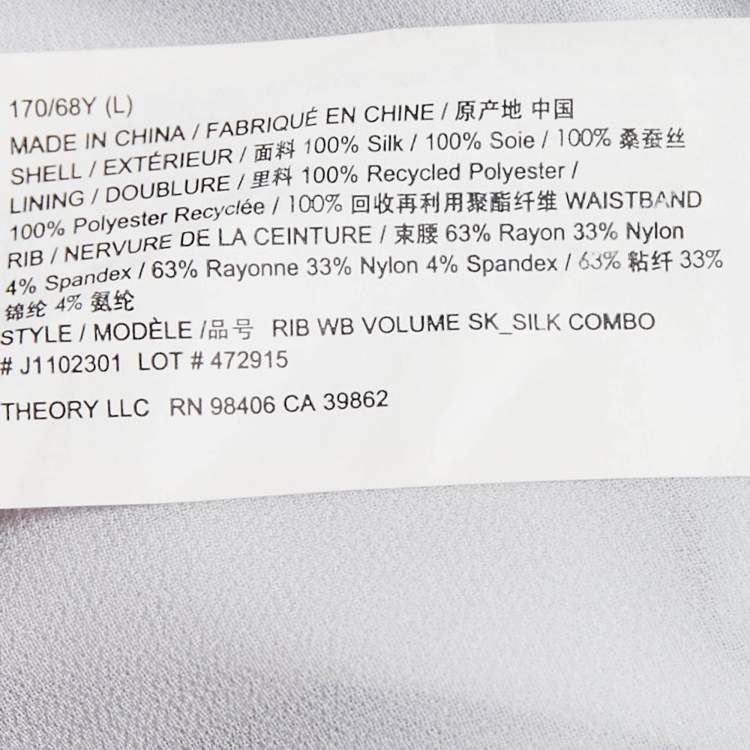 170/68Y (L)
MADE IN CHINA / FABRIQUÉ EN CHINE / 原产地 中国
SHELL / EXTÉRIEUR / 面料 100% Silk / 100% Soie / 100% 桑蚕丝
LINING / DOUBLURE / 里料 100% Recycled Polyester /
100% Polyester Recyclée / 100% 回收再利用聚酯纤维 WAISTBAND
RIB / NERVURE DE LA CEINTURE / 束腰 63% Rayon 33% Nylon
4% Spandex / 63% Rayonne 33% Nylon 4% Spandex / 63% 粘纤 33%
锦纶 4% 氨纶
STYLE / MODÈLE /品号 RIB WB VOLUME SK_SILK COMBO
# J1102301 LOT # 472915
THEORY LLC RN 98406 CA 39862